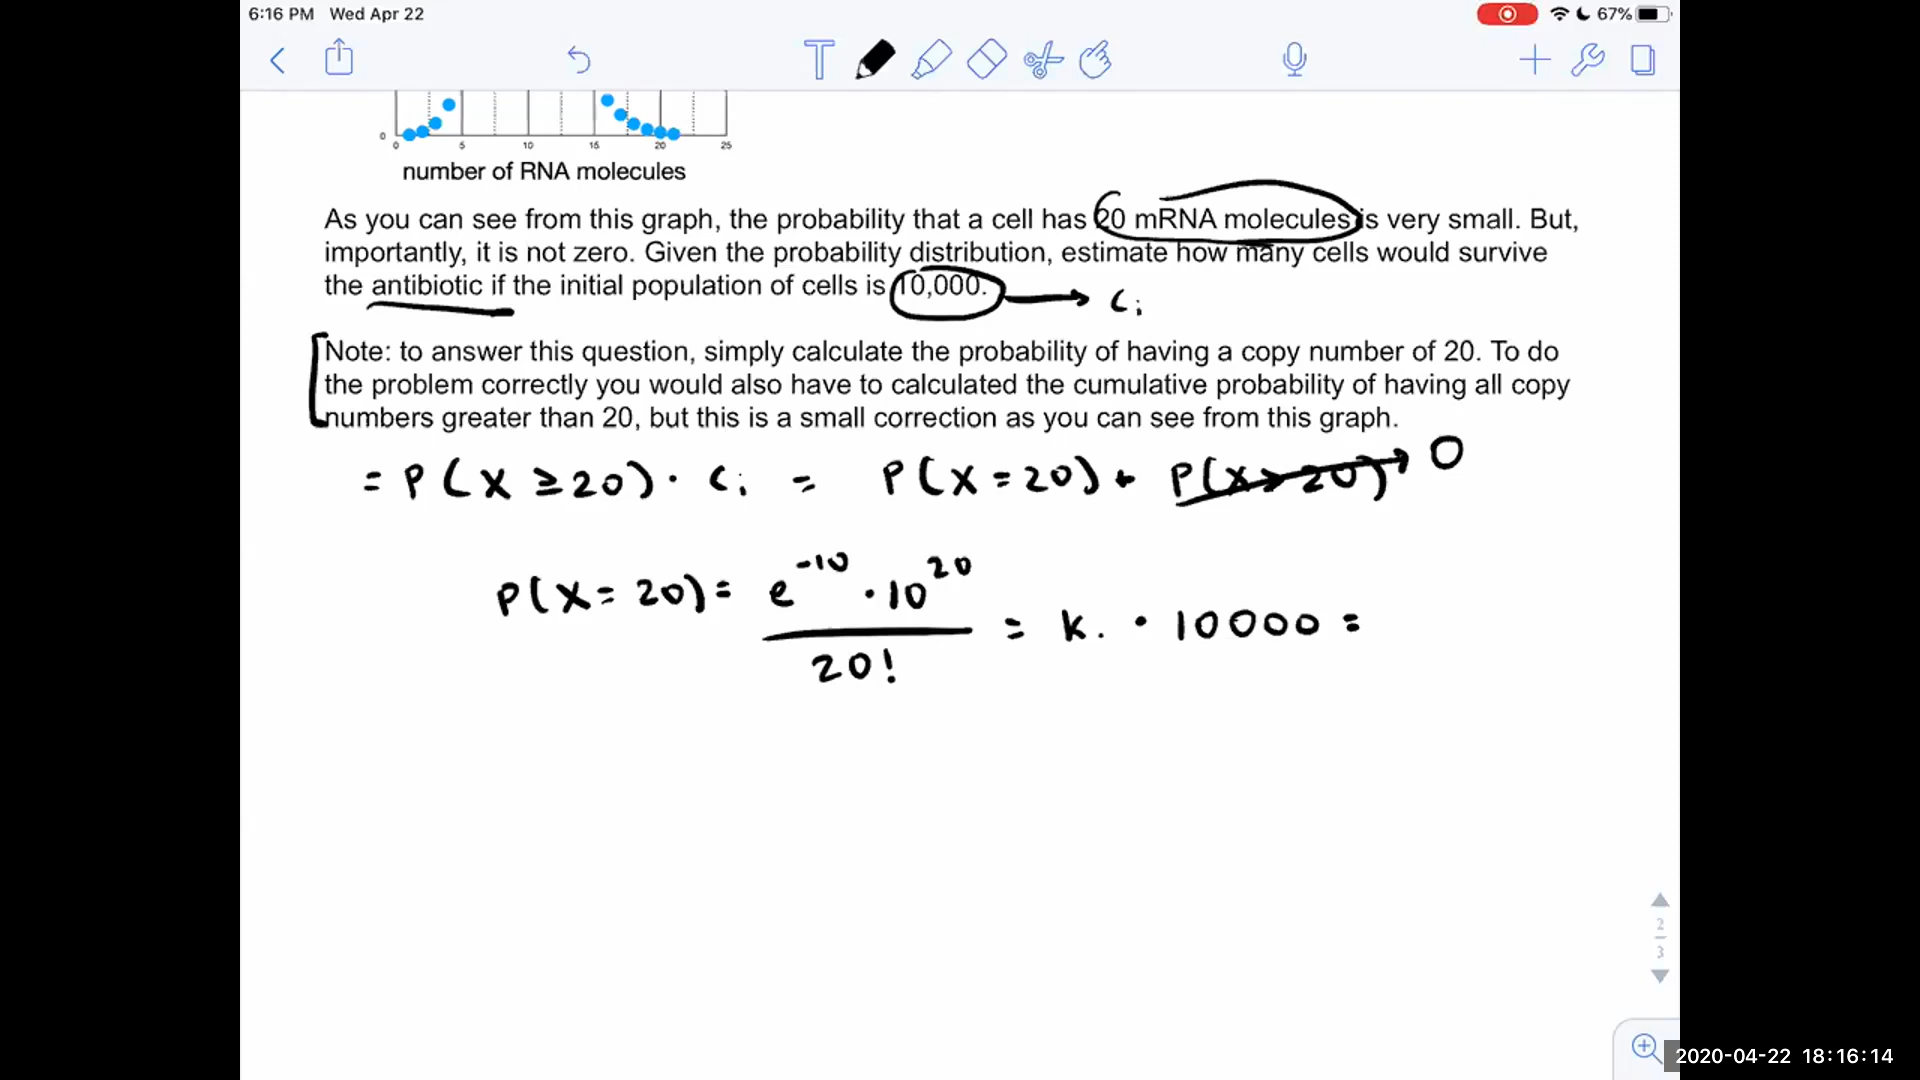 6:16 PM Wed Apr 22 67%
T
0
0 5 10 15 20 25
number of RNA molecules
As you can see from this graph, the probability that a cell has 20 mRNA molecules is very small. But,
importantly, it is not zero. Given the probability distribution, estimate how many cells would survive
the antibiotic if the initial population of cells is 10,000. → Ci
Note: to answer this question, simply calculate the probability of having a copy number of 20. To do
the problem correctly you would also have to calculated the cumulative probability of having all copy
numbers greater than 20, but this is a small correction as you can see from this graph.
= P(X ≥ 20) · Ci = P(X = 20) + P(X > 20) → 0
P(X = 20) = e^-10 · 10^20 / 20! = k. · 10000 =
2
3
2020-04-22 18:16:14